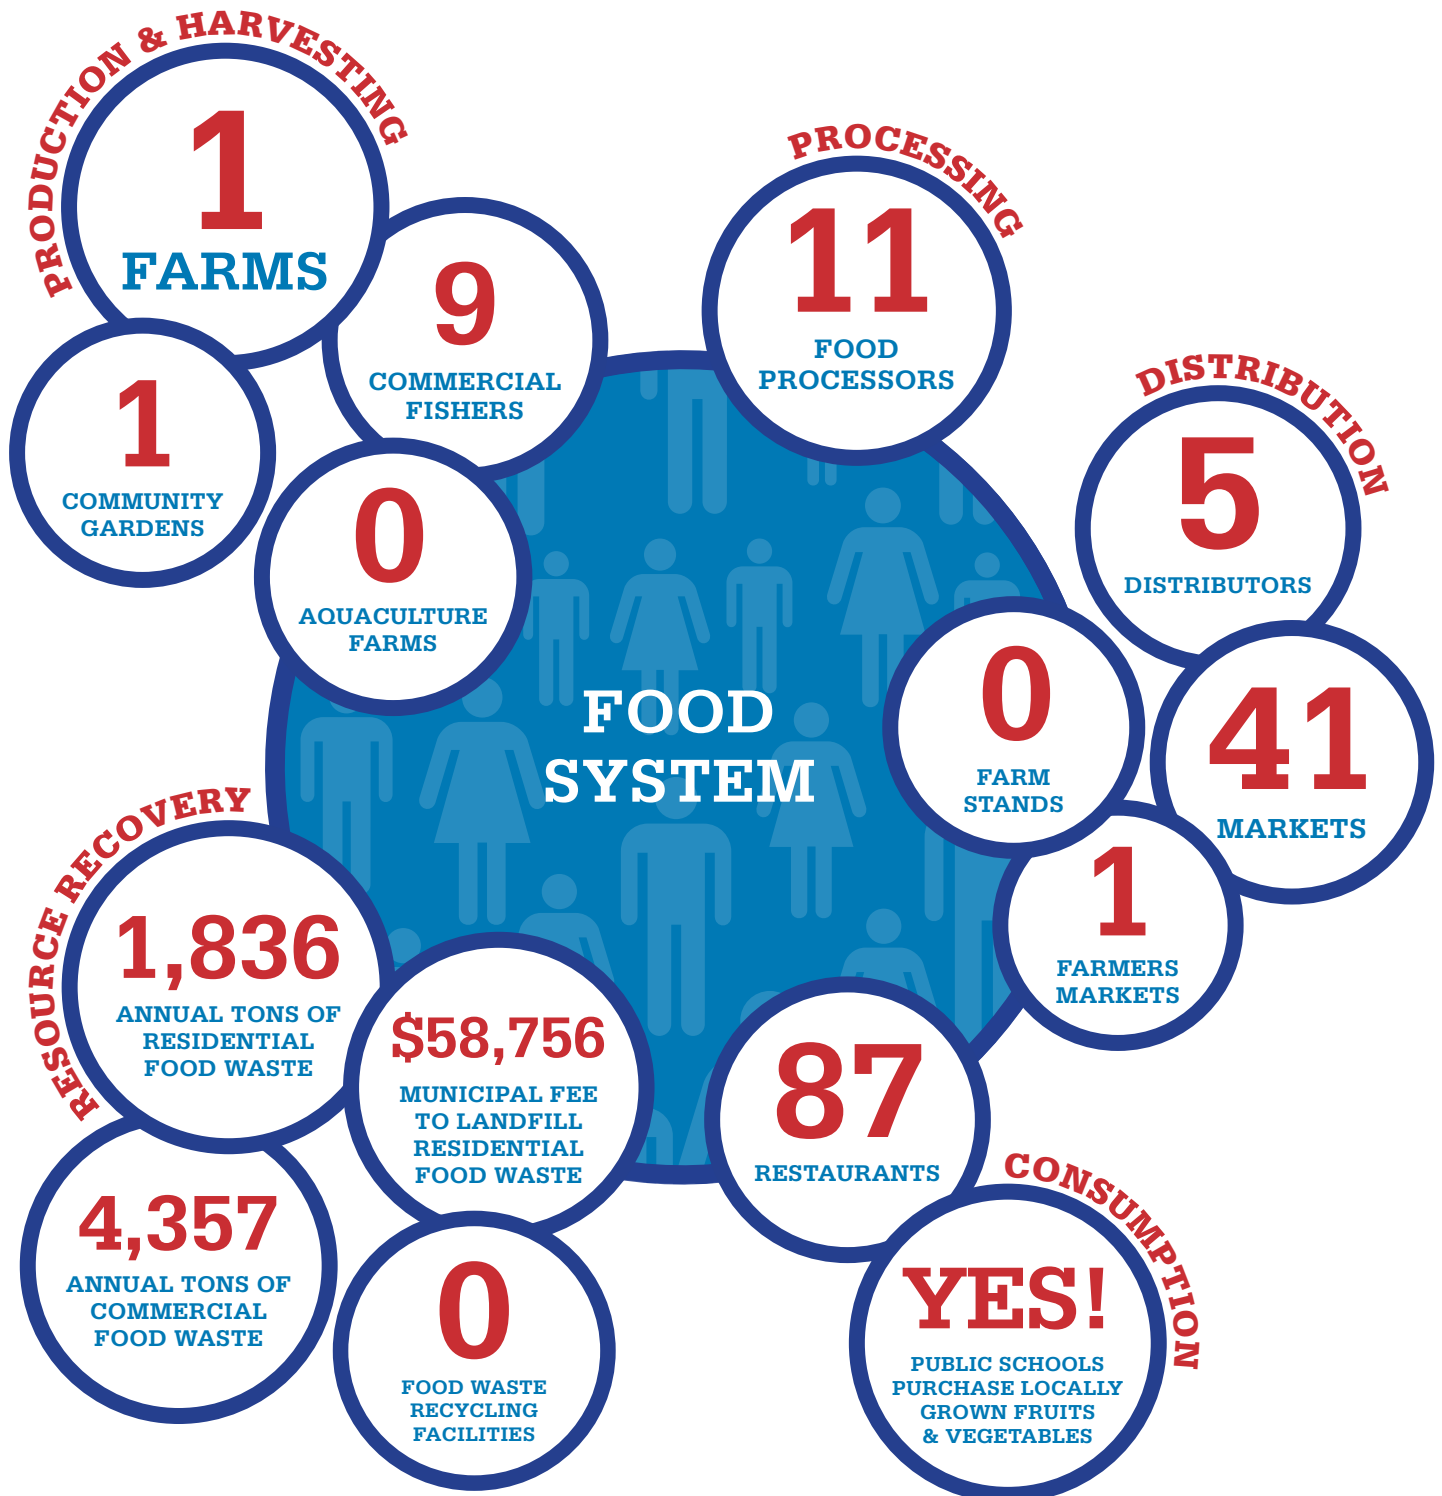 PRODUCTION & HARVESTING
1
FARMS
9
COMMERCIAL
FISHERS
1
COMMUNITY
GARDENS
0
AQUACULTURE
FARMS
PROCESSING
11
FOOD
PROCESSORS
DISTRIBUTION
5
DISTRIBUTORS
0
FARM
STANDS
41
MARKETS
1
FARMERS
MARKETS
FOOD
SYSTEM
RESOURCE RECOVERY
1,836
ANNUAL TONS OF
RESIDENTIAL
FOOD WASTE
$58,756
MUNICIPAL FEE
TO LANDFILL
RESIDENTIAL
FOOD WASTE
4,357
ANNUAL TONS OF
COMMERCIAL
FOOD WASTE
0
FOOD WASTE
RECYCLING
FACILITIES
87
RESTAURANTS
CONSUMPTION
YES!
PUBLIC SCHOOLS
PURCHASE LOCALLY
GROWN FRUITS
& VEGETABLES